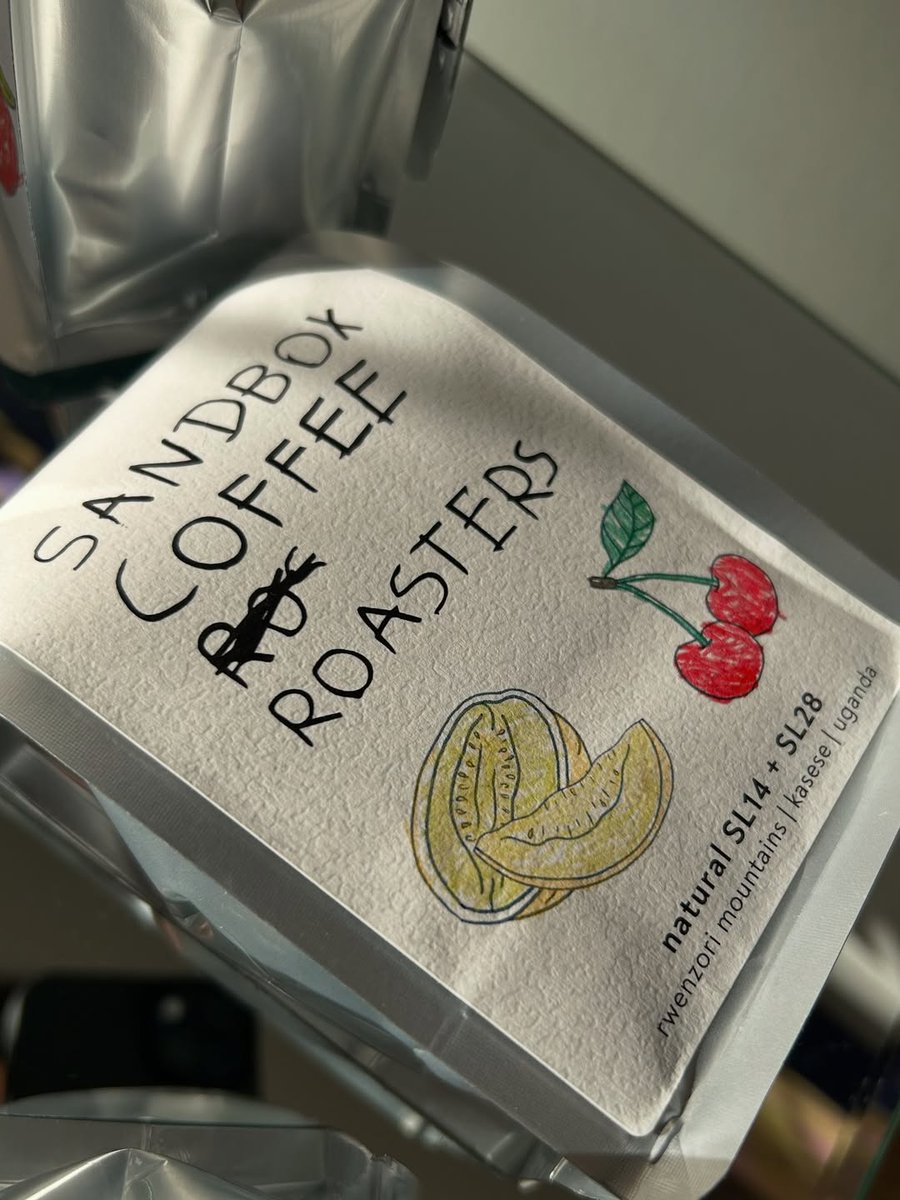 SANDBOX
COFFEE
ROASTERS
natural SL14 + SL28
rwenzori mountains | kasese | uganda